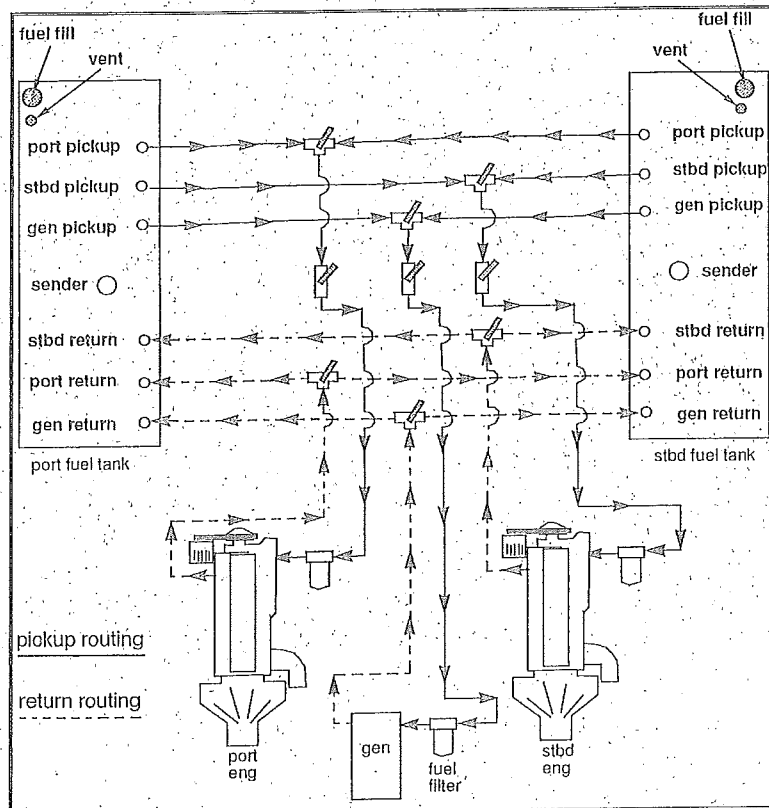 fuel fill
vent
port pickup
stbd pickup
gen pickup
sender
stbd return
port return
gen return
port fuel tank
fuel fill
vent
port pickup
stbd pickup
gen pickup
sender
stbd return
port return
gen return
stbd fuel tank
pickup routing
return routing
port
eng
gen
fuel
filter
stbd
eng